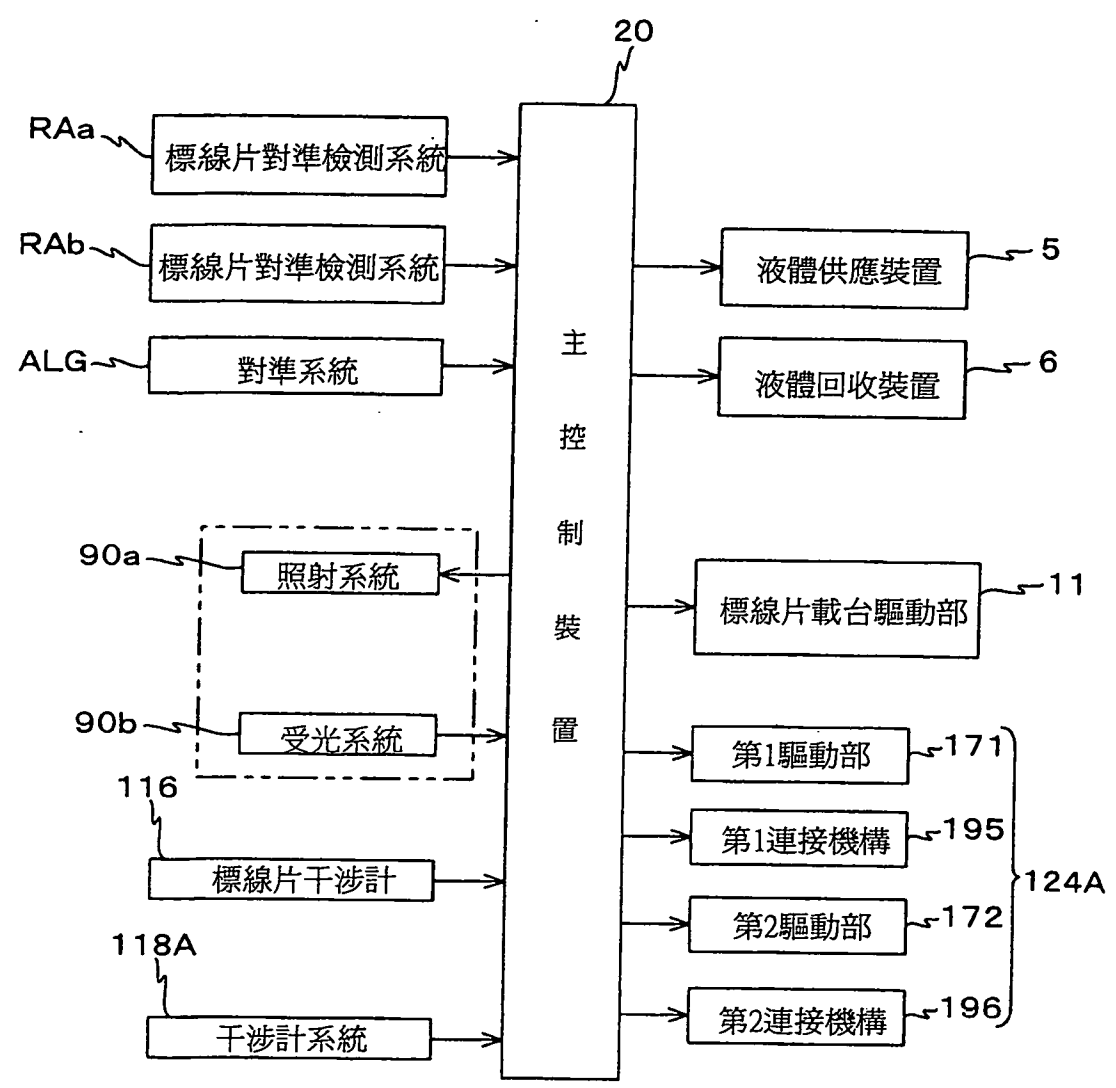 20
RAa
標線片對準檢測系統
RAb
標線片對準檢測系統
ALG
對準系統
90a
照射系統
90b
受光系統
116
標線片干涉計
118A
干涉計系統
主控制裝置
液體供應裝置
5
液體回收裝置
6
標線片載台驅動部
11
第1驅動部
171
第1連接機構
195
第2驅動部
172
第2連接機構
196
124A